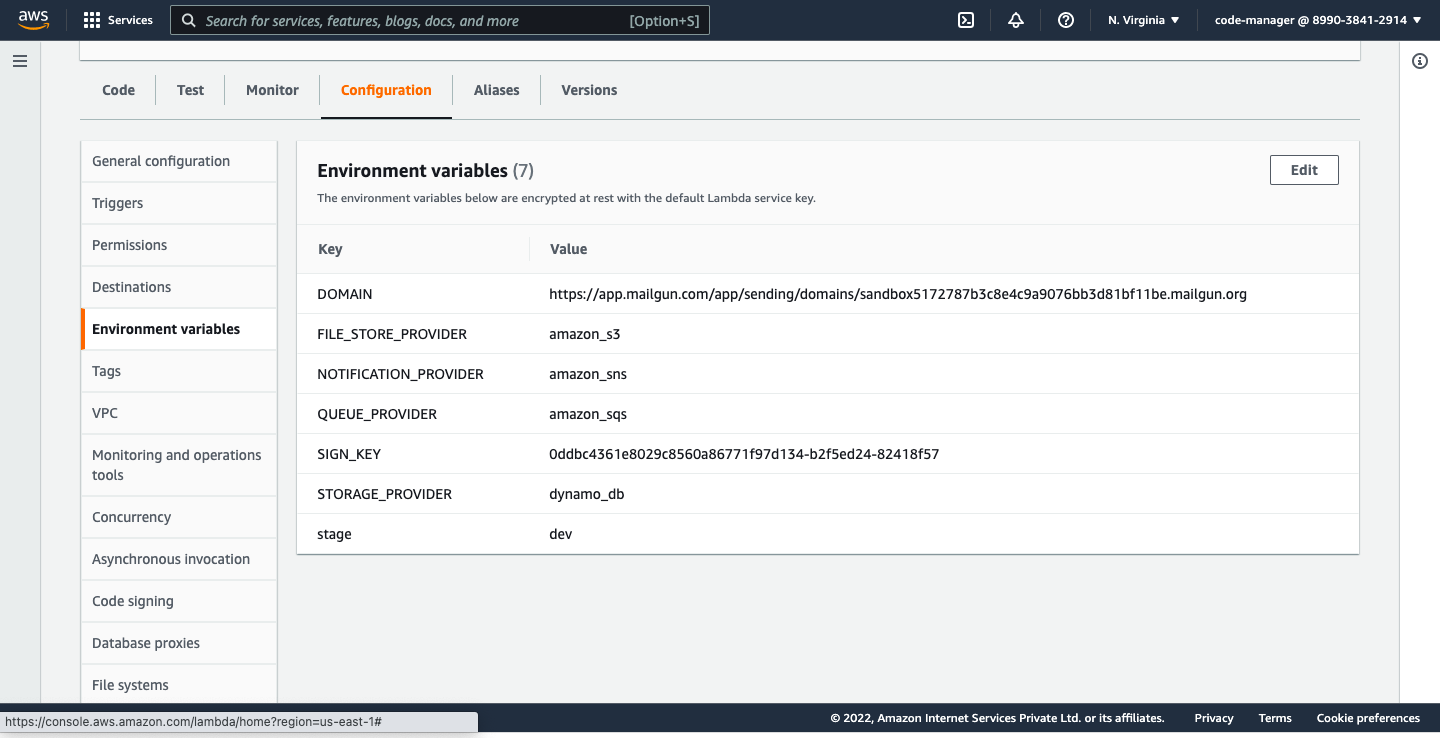 aws
Services
Search for services, features, blogs, docs, and more [Option+S]
N. Virginia ▼
code-manager @ 8990-3841-2914 ▼
Code
Test
Monitor
Configuration
Aliases
Versions
General configuration
Triggers
Permissions
Destinations
Environment variables
Tags
VPC
Monitoring and operations
tools
Concurrency
Asynchronous invocation
Code signing
Database proxies
File systems
Environment variables (7)
Edit
The environment variables below are encrypted at rest with the default Lambda service key.
Key Value
DOMAIN https://app.mailgun.com/app/sending/domains/sandbox5172787b3c8e4c9a9076bb3d81bf11be.mailgun.org
FILE_STORE_PROVIDER amazon_s3
NOTIFICATION_PROVIDER amazon_sns
QUEUE_PROVIDER amazon_sqs
SIGN_KEY 0ddbc4361e8029c8560a86771f97d134-b2f5ed24-82418f57
STORAGE_PROVIDER dynamo_db
stage dev
https://console.aws.amazon.com/lambda/home?region=us-east-1#
© 2022, Amazon Internet Services Private Ltd. or its affiliates. Privacy Terms Cookie preferences